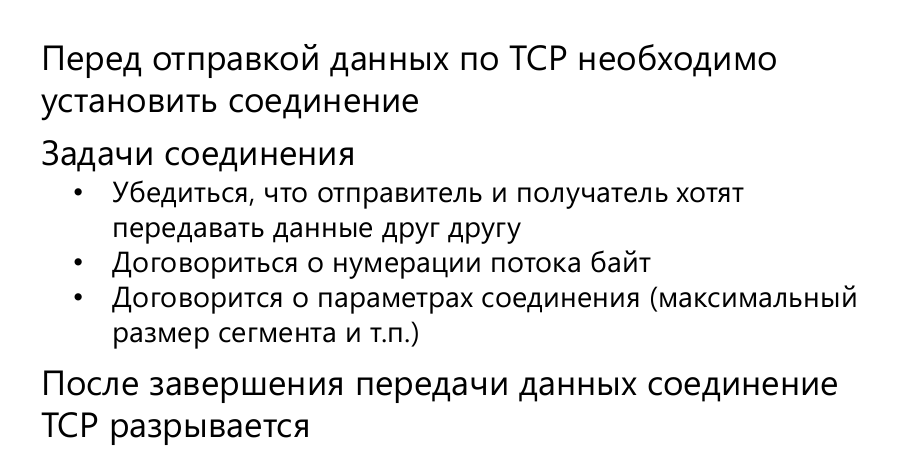 Перед отправкой данных по TCP необходимо
установить соединение
Задачи соединения
• Убедиться, что отправитель и получатель хотят
передавать данные друг другу
• Договориться о нумерации потока байт
• Договорится о параметрах соединения (максимальный
размер сегмента и т.п.)
После завершения передачи данных соединение
TCP разрывается